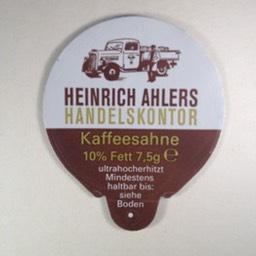 HEINRICH AHLERS
HANDELSKONTOR
Kaffeesahne
10% Fett 7,5g ℮
ultrahocherhitzt
Mindestens
haltbar bis:
siehe
Boden